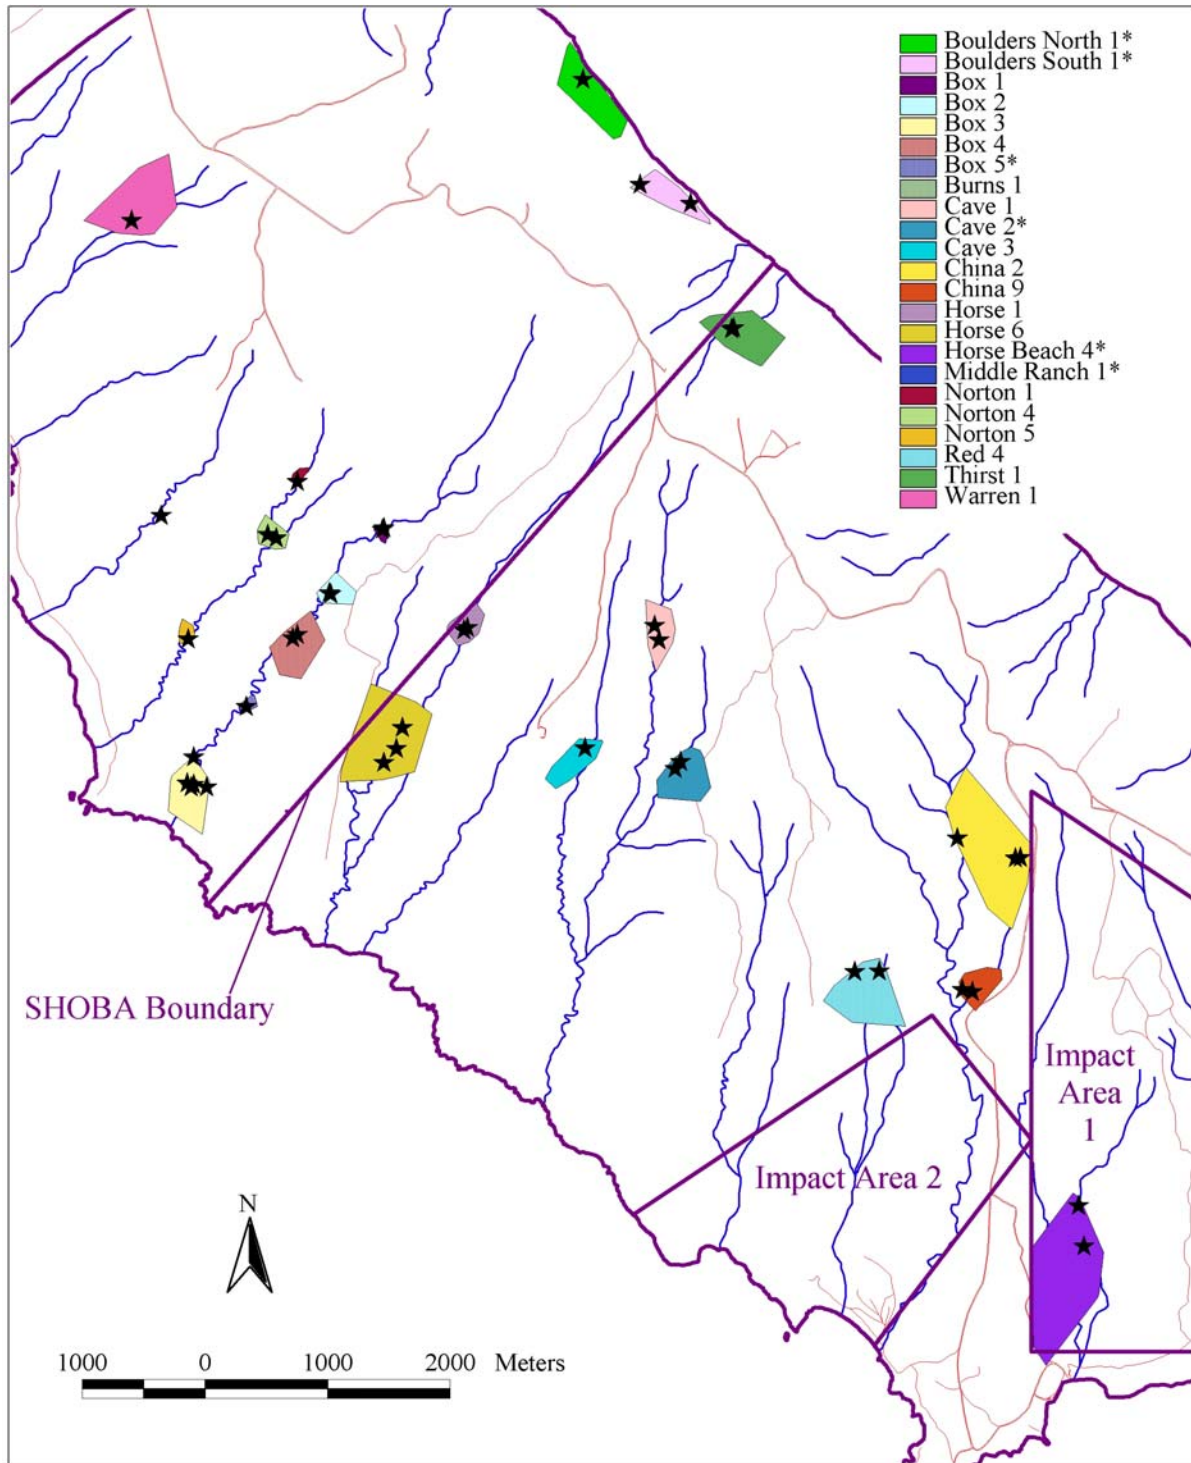 Boulders North 1*
Boulders South 1*
Box 1
Box 2
Box 3
Box 4
Box 5*
Burns 1
Cave 1
Cave 2*
Cave 3
China 2
China 9
Horse 1
Horse 6
Horse Beach 4*
Middle Ranch 1*
Norton 1
Norton 4
Norton 5
Red 4
Thirst 1
Warren 1
SHOBA Boundary
Impact
Area
1
Impact Area 2
N
1000 0 1000 2000 Meters